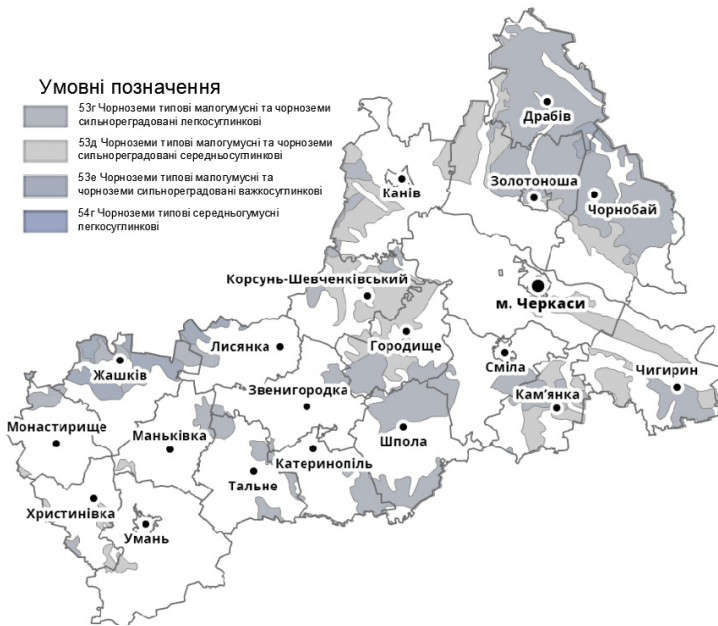 Умовні позначення
53г Чорноземи типові малогумусні та чорноземи
сильнореградовані легкосуглинкові
53д Чорноземи типові малогумусні та чорноземи
сильнореградовані середньосуглинкові
53е Чорноземи типові малогумусні та
чорноземи сильнореградовані важкосуглинкові
54г Чорноземи типові середньогумусні
легкосуглинкові
Драбів
Канів
Золотоноша
Чорнобай
Корсунь-Шевченківський
м. Черкаси
Лисянка
Городище
Жашків
Сміла
Чигирин
Звенигородка
Кам'янка
Монастирище
Маньківка
Шпола
Катеринопіль
Тальне
Христинівка
Умань